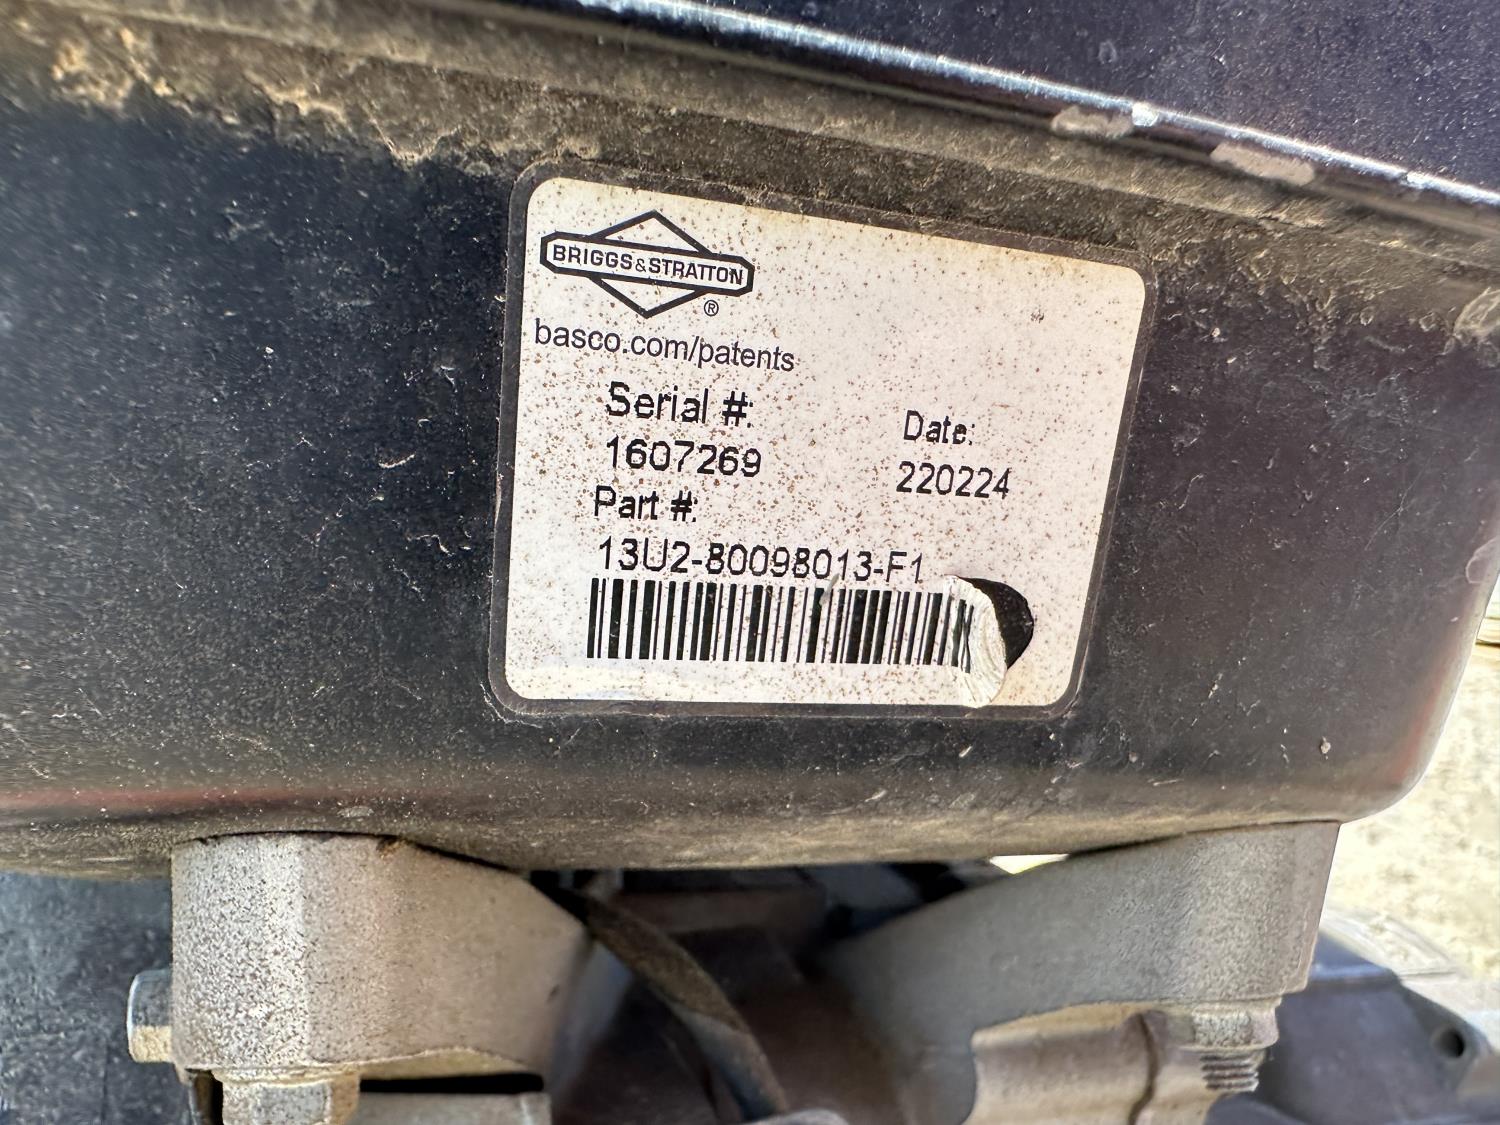 BRIGGS&STRATTON
®
basco.com/patents
Serial #:
1607269
Date:
220224
Part #:
13U2-80098013-F1